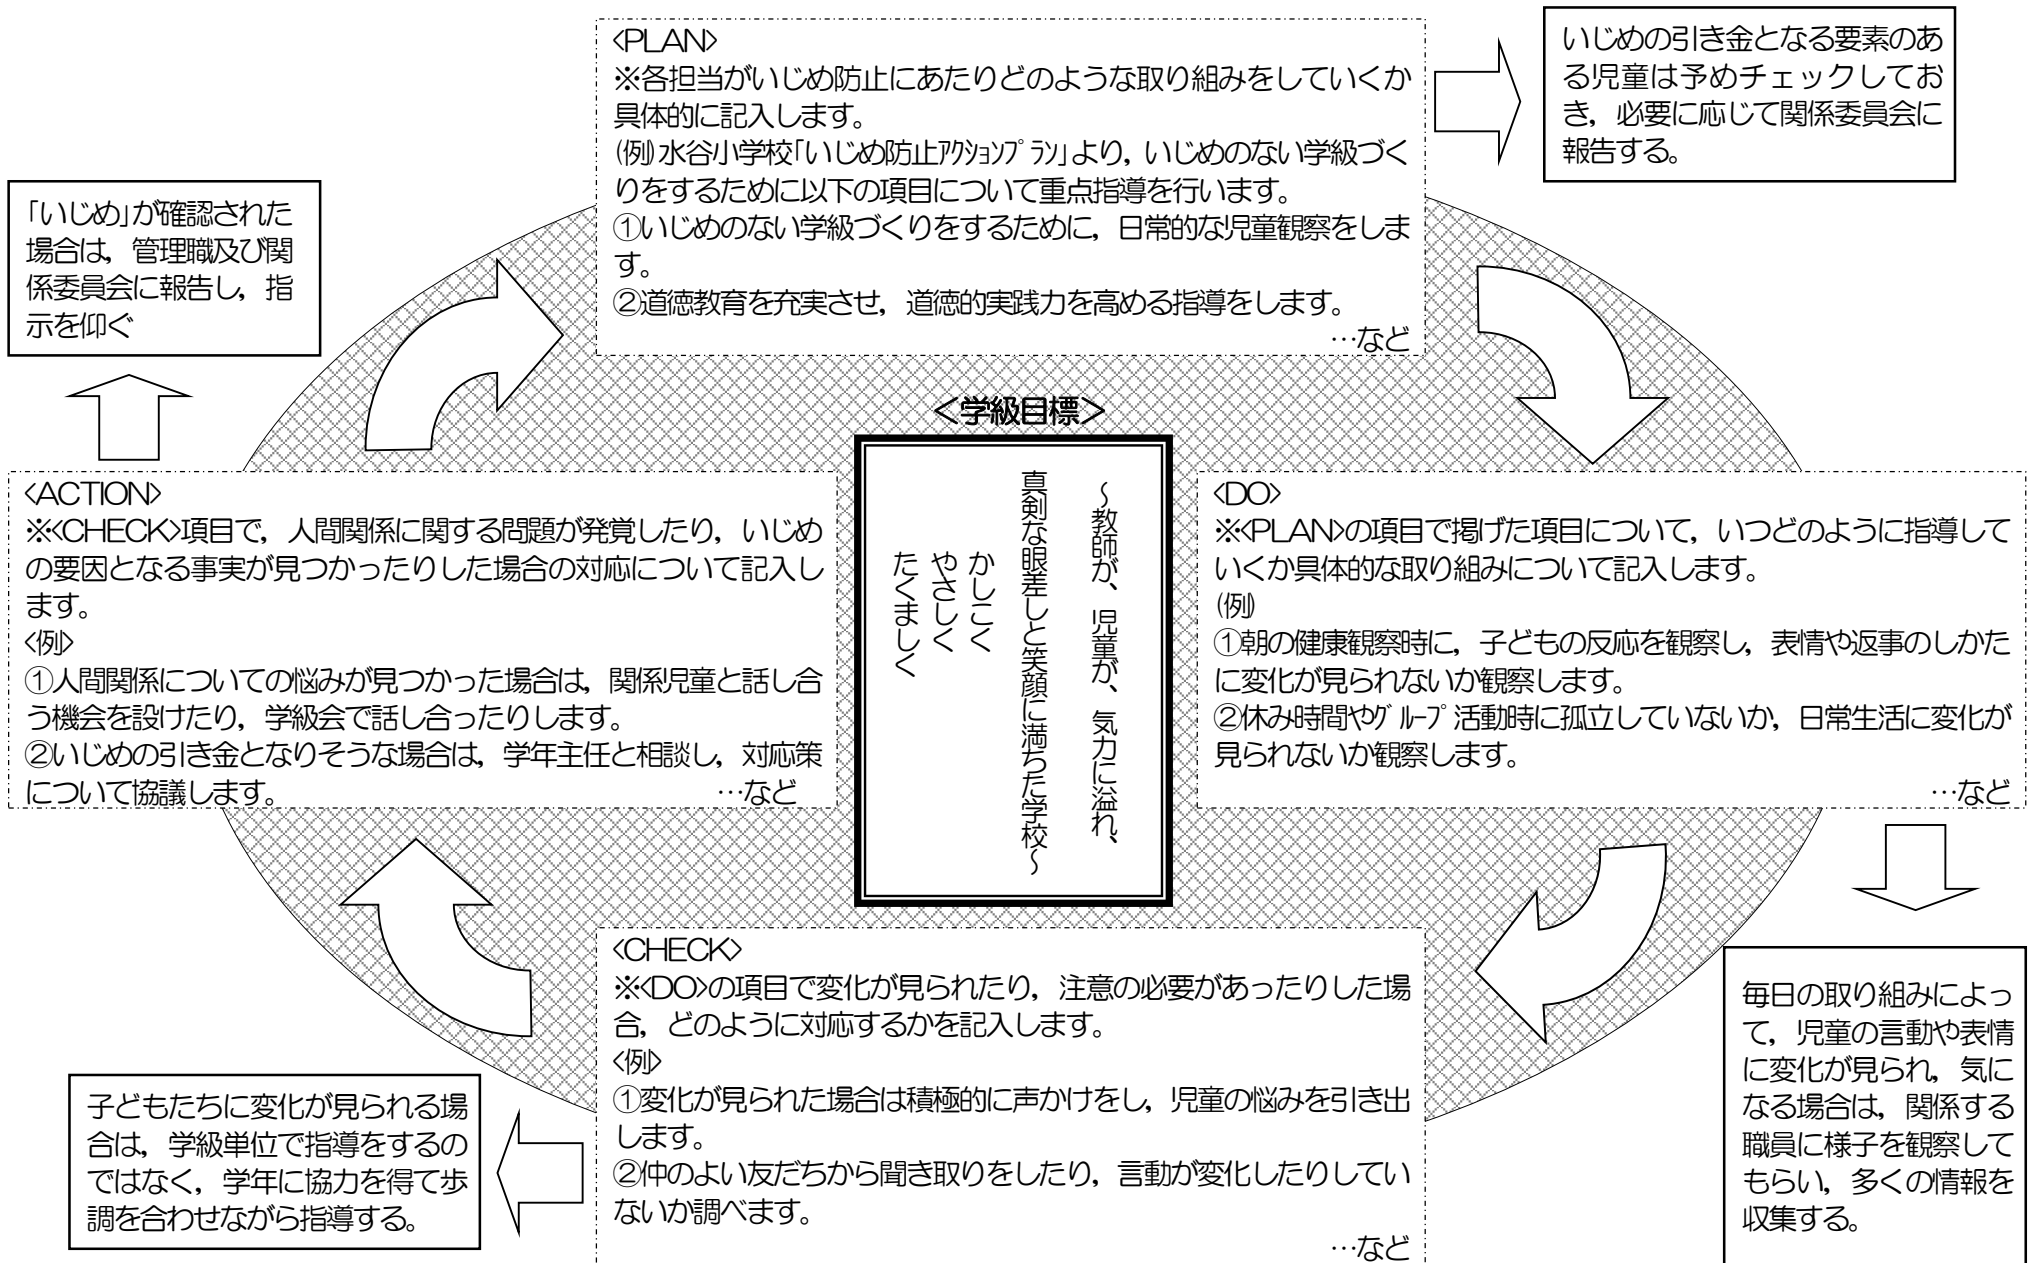 <PLAN>
※各担当がいじめ防止にあたりどのような取り組みをしていくか
具体的に記入します。
(例)水谷小学校「いじめ防止ｱｸｼｮﾝﾌﾟﾗﾝ」より，いじめのない学級づく
りをするために以下の項目について重点指導を行います。
①いじめのない学級づくりをするために，日常的な児童観察をしま
す。
②道徳教育を充実させ，道徳的実践力を高める指導をします。
…など
いじめの引き金となる要素のあ
る児童は予めチェックしてお
き，必要に応じて関係委員会に
報告する。
「いじめ」が確認された
場合は，管理職及び関
係委員会に報告し，指
示を仰ぐ
＜学級目標＞
～教師が、児童が、気力に溢れ、
真剣な眼差しと笑顔に満ちた学校～
かしこく
やさしく
たくましく
<DO>
※<PLAN>の項目で掲げた項目について，いつどのように指導して
いくか具体的な取り組みについて記入します。
(例)
①朝の健康観察時に，子どもの反応を観察し，表情や返事のしかた
に変化が見られないか観察します。
②休み時間やｸﾞﾙｰﾌﾟ活動時に孤立していないか，日常生活に変化が
見られないか観察します。
…など
毎日の取り組みによっ
て，児童の言動や表情
に変化が見られ，気に
なる場合は，関係する
職員に様子を観察して
もらい，多くの情報を
収集する。
<CHECK>
※<DO>の項目で変化が見られたり，注意の必要があったりした場
合，どのように対応するかを記入します。
<例>
①変化が見られた場合は積極的に声かけをし，児童の悩みを引き出
します。
②仲のよい友だちから聞き取りをしたり，言動が変化したりしてい
ないか調べます。
…など
子どもたちに変化が見られる場
合は，学級単位で指導をするの
ではなく，学年に協力を得て歩
調を合わせながら指導する。
<ACTION>
※<CHECK>項目で，人間関係に関する問題が発覚したり，いじめ
の要因となる事実が見つかったりした場合の対応について記入し
ます。
<例>
①人間関係についての悩みが見つかった場合は，関係児童と話し合
う機会を設けたり，学級会で話し合ったりします。
②いじめの引き金となりそうな場合は，学年主任と相談し，対応策
について協議します。 …など